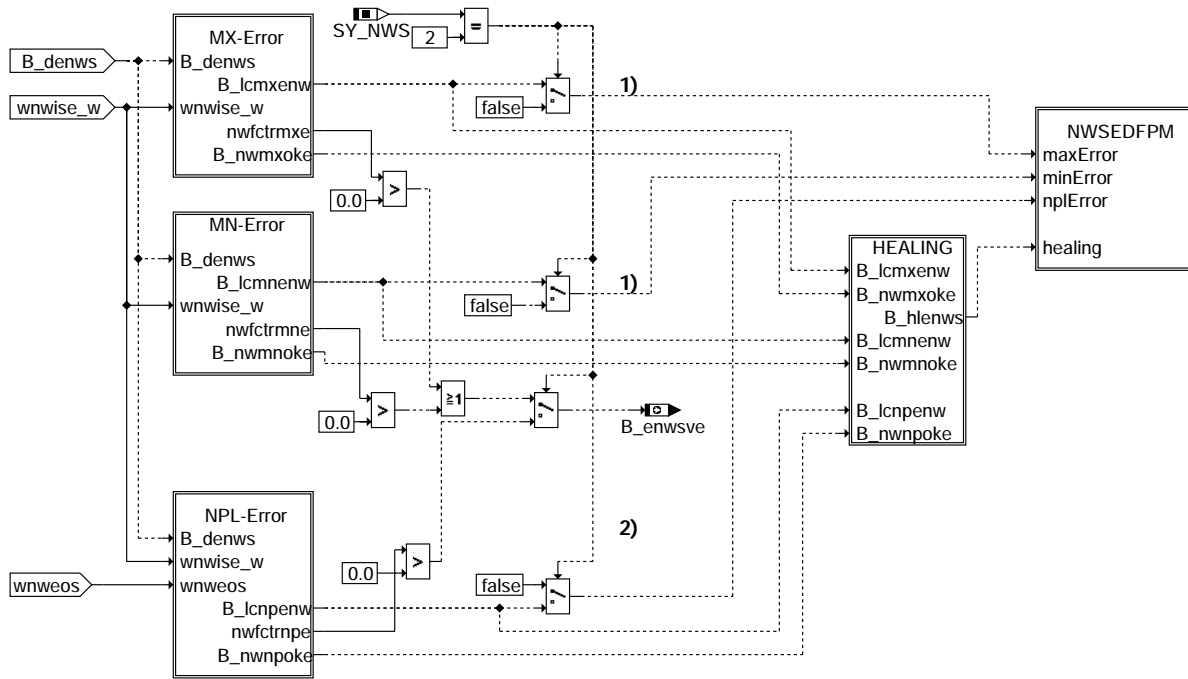 SY_NWS
2
=
B_denws
wnwise_w
wnweos
MX-Error
B_denws
B_lcmxenw
wnwise_w
nwfctrmxe
B_nwmxoke
false
1)
0.0
>
MN-Error
B_denws
B_lcmnenw
wnwise_w
nwfctrmne
B_nwmnoke
false
1)
0.0
>
≧1
B_enwsve
NPL-Error
B_denws
wnwise_w
wnweos
B_lcnpenw
nwfctrnpe
B_nwnpoke
0.0
>
false
2)
HEALING
B_lcmxenw
B_nwmxoke
B_hlenws
B_lcmnenw
B_nwmnoke
B_lcnpenw
B_nwnpoke
NWSEDFPM
maxError
minError
nplError
healing